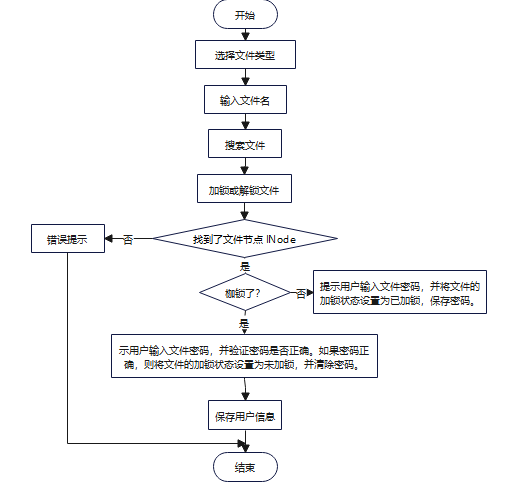 开始
选择文件类型
输入文件名
搜索文件
加锁或解锁文件
找到了文件节点 INode
否
错误提示
是
枷锁了?
否
提示用户输入文件密码，并将文件的
加锁状态设置为已加锁，保存密码。
是
示用户输入文件密码，并验证密码是否正确。如果密码正
确，则将文件的加锁状态设置为未加锁，并清除密码。
保存用户信息
结束